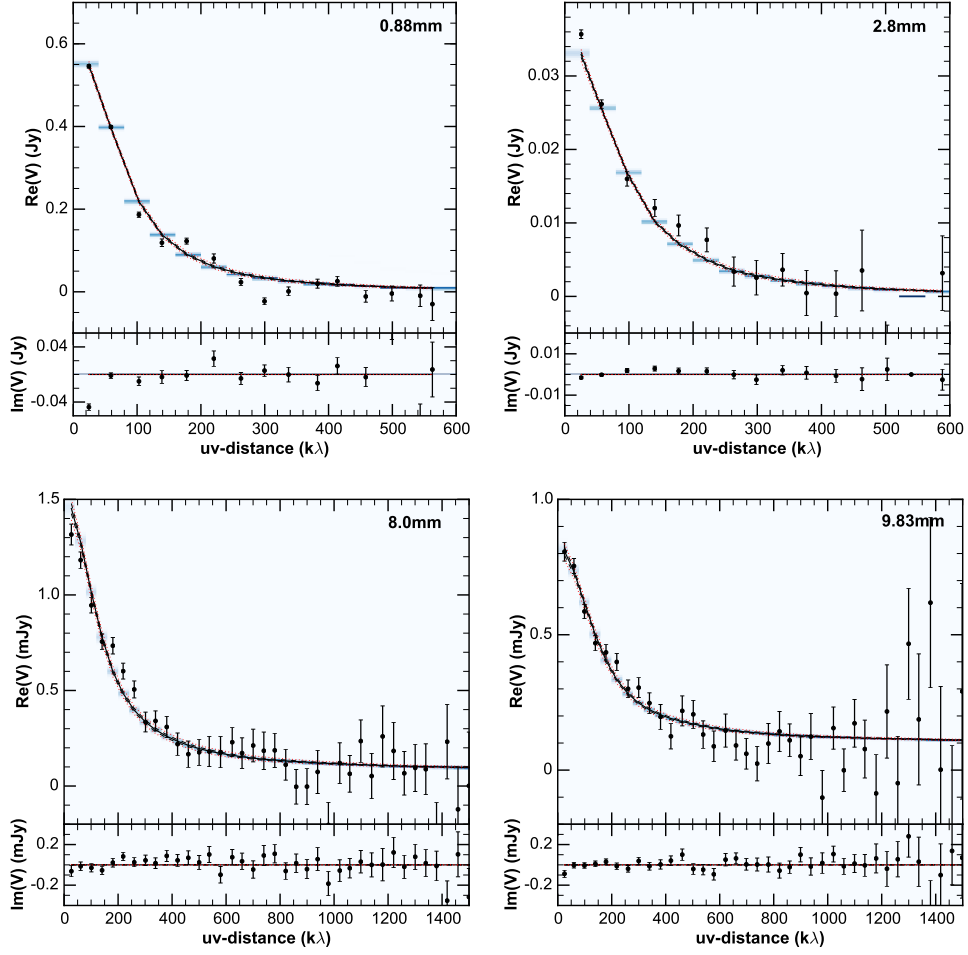 0.88mm
0.6
0.4
0.2
0
Re(V) (Jy)
0.04
-0.04
Im(V) (Jy)
0 100 200 300 400 500 600
uv-distance (kλ)
2.8mm
0.03
0.02
0.01
0
Re(V) (Jy)
0.01
-0.01
Im(V) (Jy)
0 100 200 300 400 500 600
uv-distance (kλ)
8.0mm
1.5
1.0
0.5
0
Re(V) (mJy)
0.2
-0.2
Im(V) (mJy)
0 200 400 600 800 1000 1200 1400
uv-distance (kλ)
9.83mm
1.0
0.5
0
Re(V) (mJy)
0.2
-0.2
Im(V) (mJy)
0 200 400 600 800 1000 1200 1400
uv-distance (kλ)